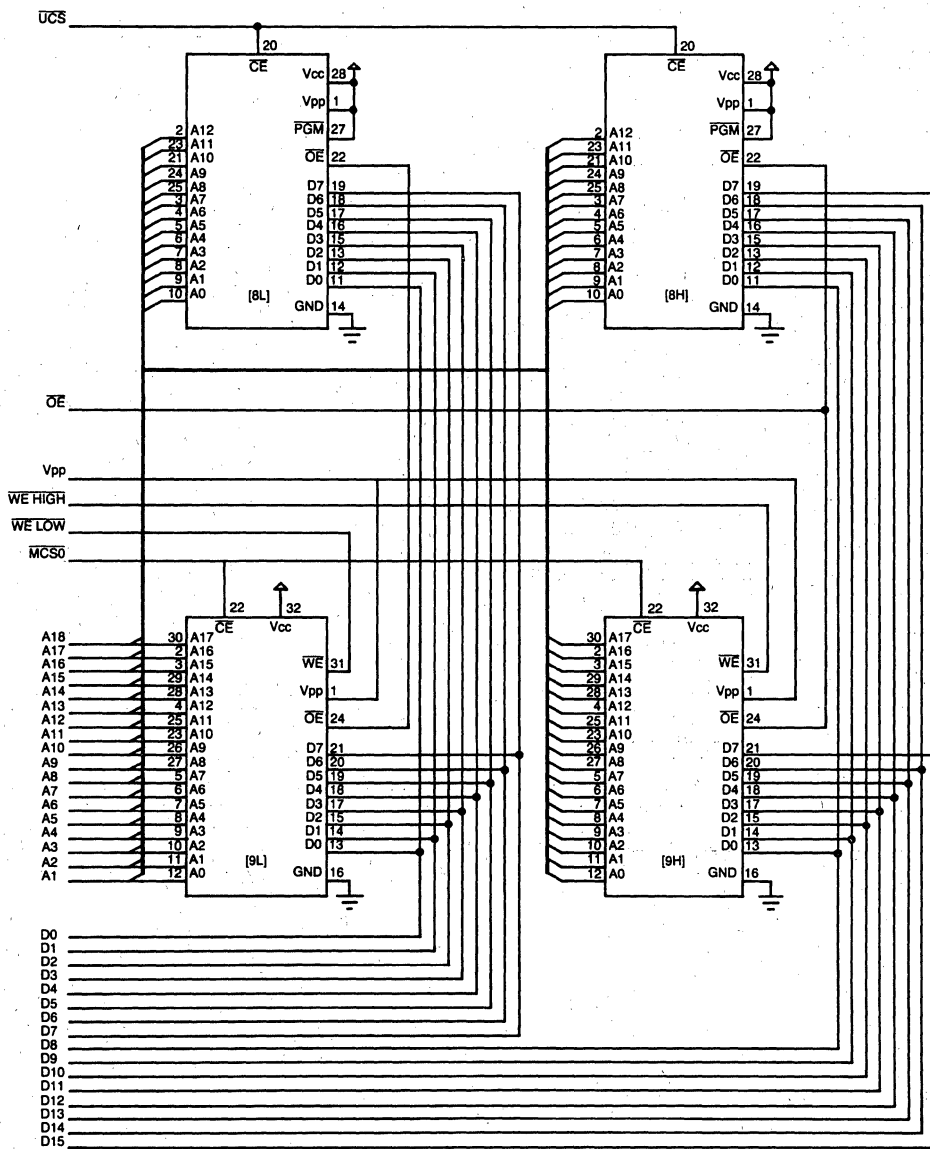 UCS
20
CE
Vcc 28
Vpp 1
PGM 27
OE 22
2 A12
23 A11
21 A10
24 A9
25 A8
3 A7
4 A6
5 A5
6 A4
7 A3
8 A2
9 A1
10 A0
D7 19
D6 18
D5 17
D4 16
D3 15
D2 13
D1 12
D0 11
[8L]
GND 14
20
CE
Vcc 28
Vpp 1
PGM 27
OE 22
2 A12
23 A11
21 A10
24 A9
25 A8
3 A7
4 A6
5 A5
6 A4
7 A3
8 A2
9 A1
10 A0
D7 19
D6 18
D5 17
D4 16
D3 15
D2 13
D1 12
D0 11
[8H]
GND 14
OE
Vpp
WE HIGH
WE LOW
MCS0
22 32
CE Vcc
A18 30 A17
A17 2 A16
A16 3 A15
A15 29 A14
A14 28 A13
A13 4 A12
A12 25 A11
A11 23 A10
A10 26 A9
A9 27 A8
A8 5 A7
A7 6 A6
A6 7 A5
A5 8 A4
A4 9 A3
A3 10 A2
A2 11 A1
A1 12 A0
WE 31
Vpp 1
OE 24
D7 21
D6 20
D5 19
D4 18
D3 17
D2 15
D1 14
D0 13
[9L]
GND 16
22 32
CE Vcc
30 A17
2 A16
3 A15
29 A14
28 A13
4 A12
25 A11
23 A10
26 A9
27 A8
5 A7
6 A6
7 A5
8 A4
9 A3
10 A2
11 A1
12 A0
WE 31
Vpp 1
OE 24
D7 21
D6 20
D5 19
D4 18
D3 17
D2 15
D1 14
D0 13
[9H]
GND 16
D0
D1
D2
D3
D4
D5
D6
D7
D8
D9
D10
D11
D12
D13
D14
D15